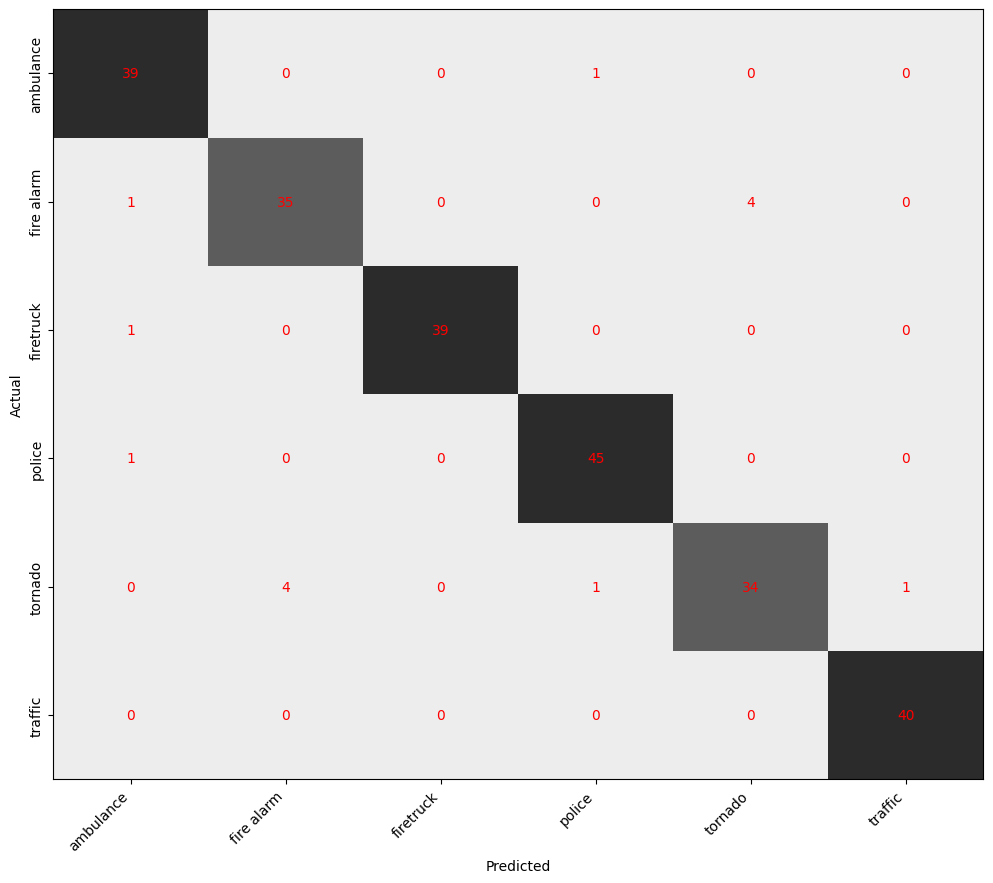 ambulance 39 0 0 1 0 0
fire alarm 1 35 0 0 4 0
firetruck 1 0 39 0 0 0
Actual
police 1 0 0 45 0 0
tornado 0 4 0 1 34 1
traffic 0 0 0 0 0 40
ambulance fire alarm firetruck police tornado traffic
Predicted